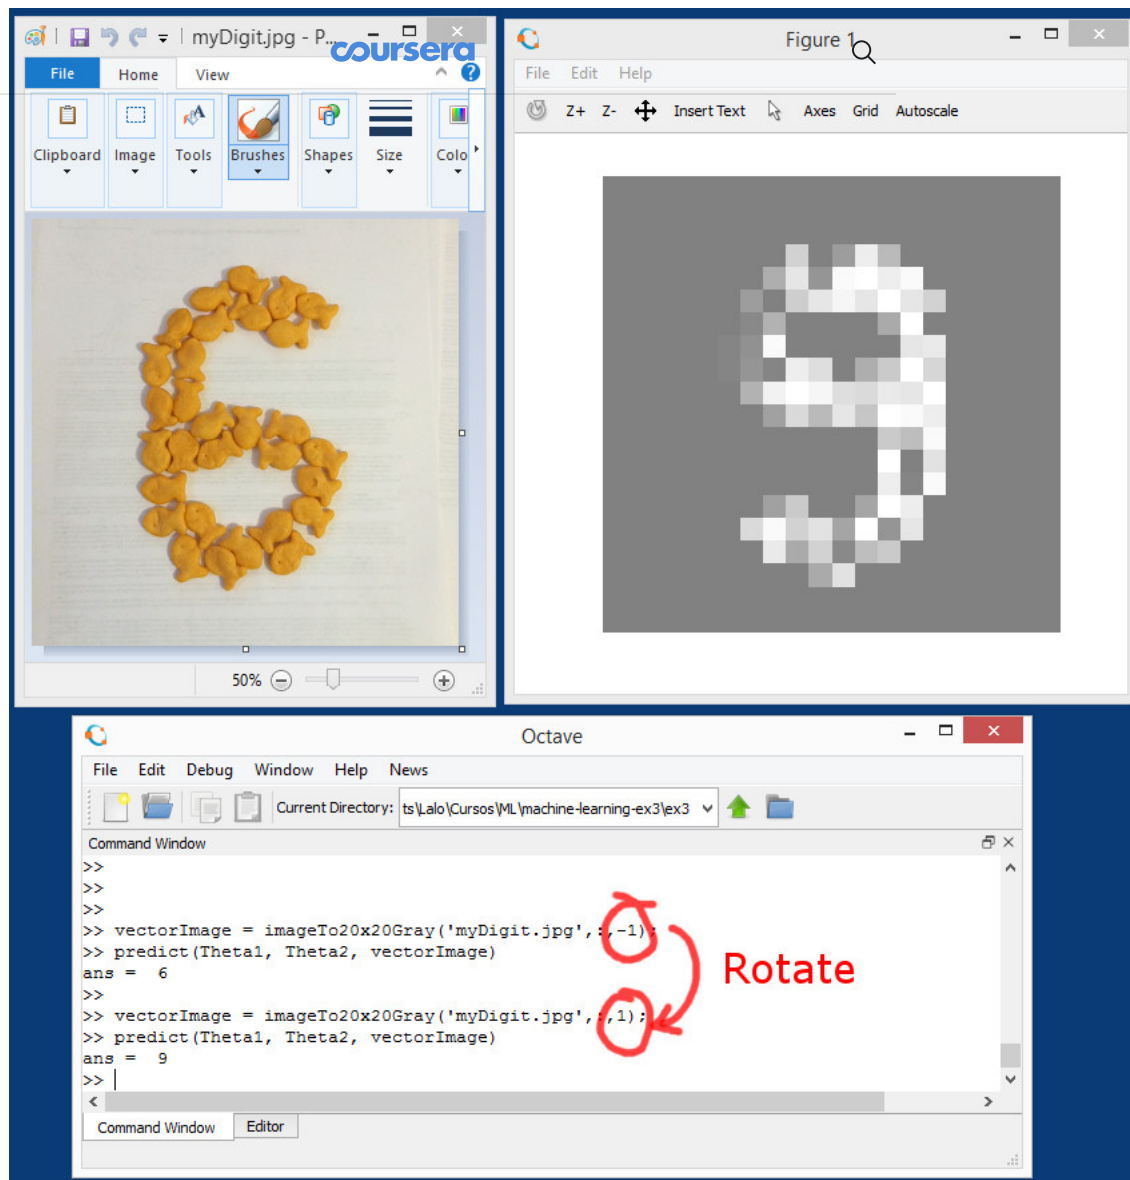 myDigit.jpg - P...
coursera
File Home View
Clipboard Image Tools Brushes Shapes Size Colo
50%
Figure 1
File Edit Help
Z+ Z- Insert Text Axes Grid Autoscale
Octave
File Edit Debug Window Help News
Current Directory: ts\Lalo\Cursos\ML\machine-learning-ex3\ex3
Command Window
>>
>>
>>
>> vectorImage = imageTo20x20Gray('myDigit.jpg',:,-1);
>> predict(Theta1, Theta2, vectorImage)
ans = 6
>>
>> vectorImage = imageTo20x20Gray('myDigit.jpg',:,1);
>> predict(Theta1, Theta2, vectorImage)
ans = 9
>>
Rotate
Command Window Editor